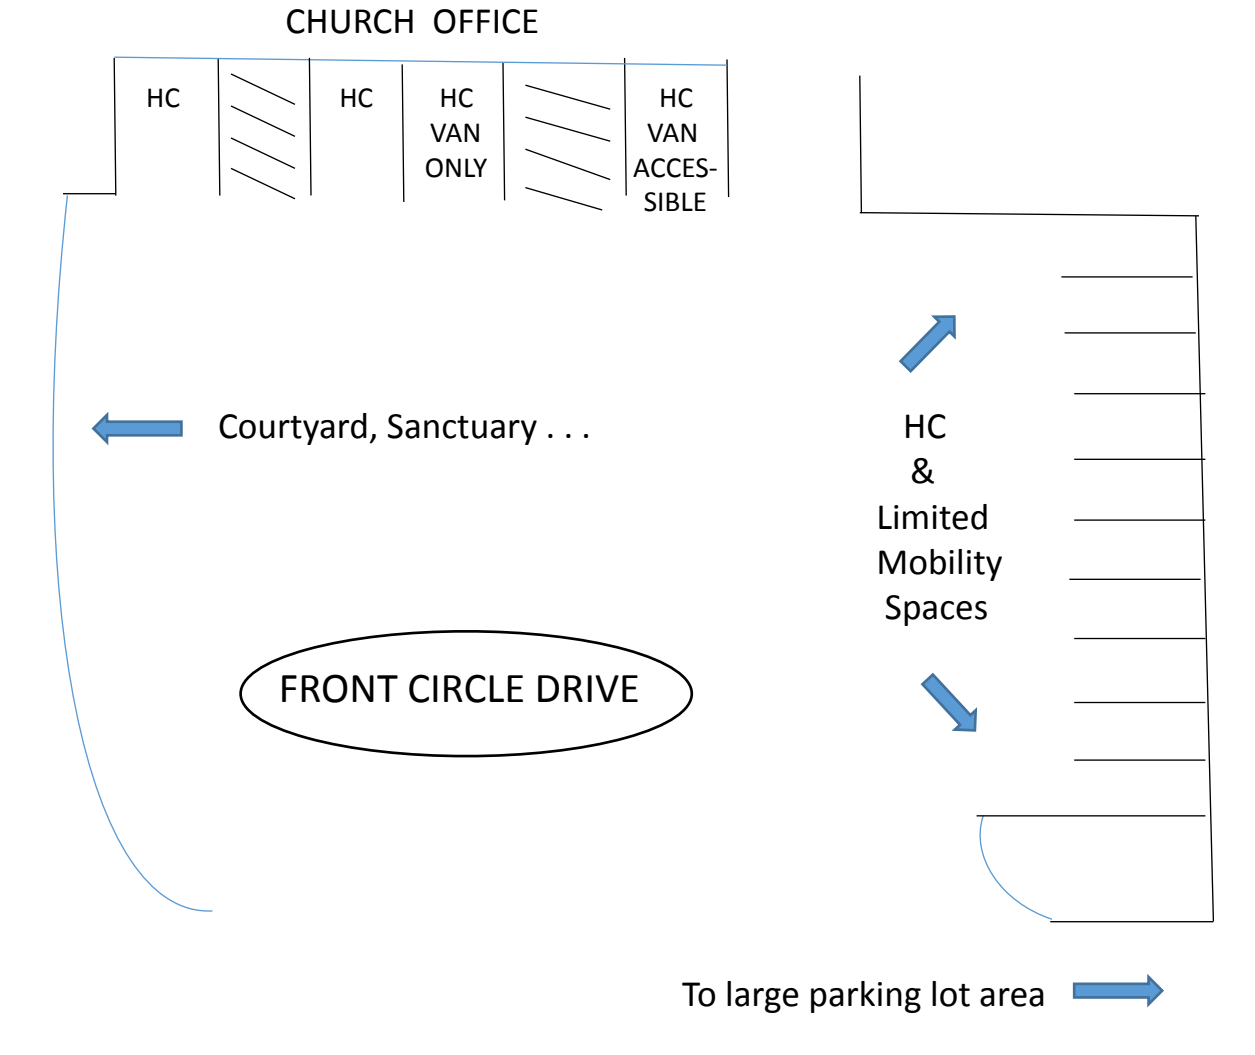 CHURCH  OFFICE
HC
HC
HC
VAN
ONLY
HC
VAN
ACCES-
SIBLE
Courtyard, Sanctuary . . .
HC
&
Limited
Mobility
Spaces
FRONT CIRCLE DRIVE
To large parking lot area